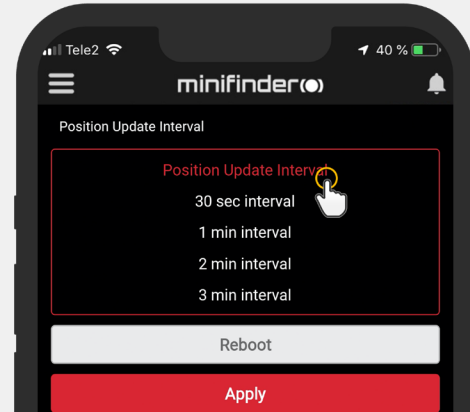 Tele2 40 %
minifinder
Position Update Interval
Position Update Interval
30 sec interval
1 min interval
2 min interval
3 min interval
Reboot
Apply